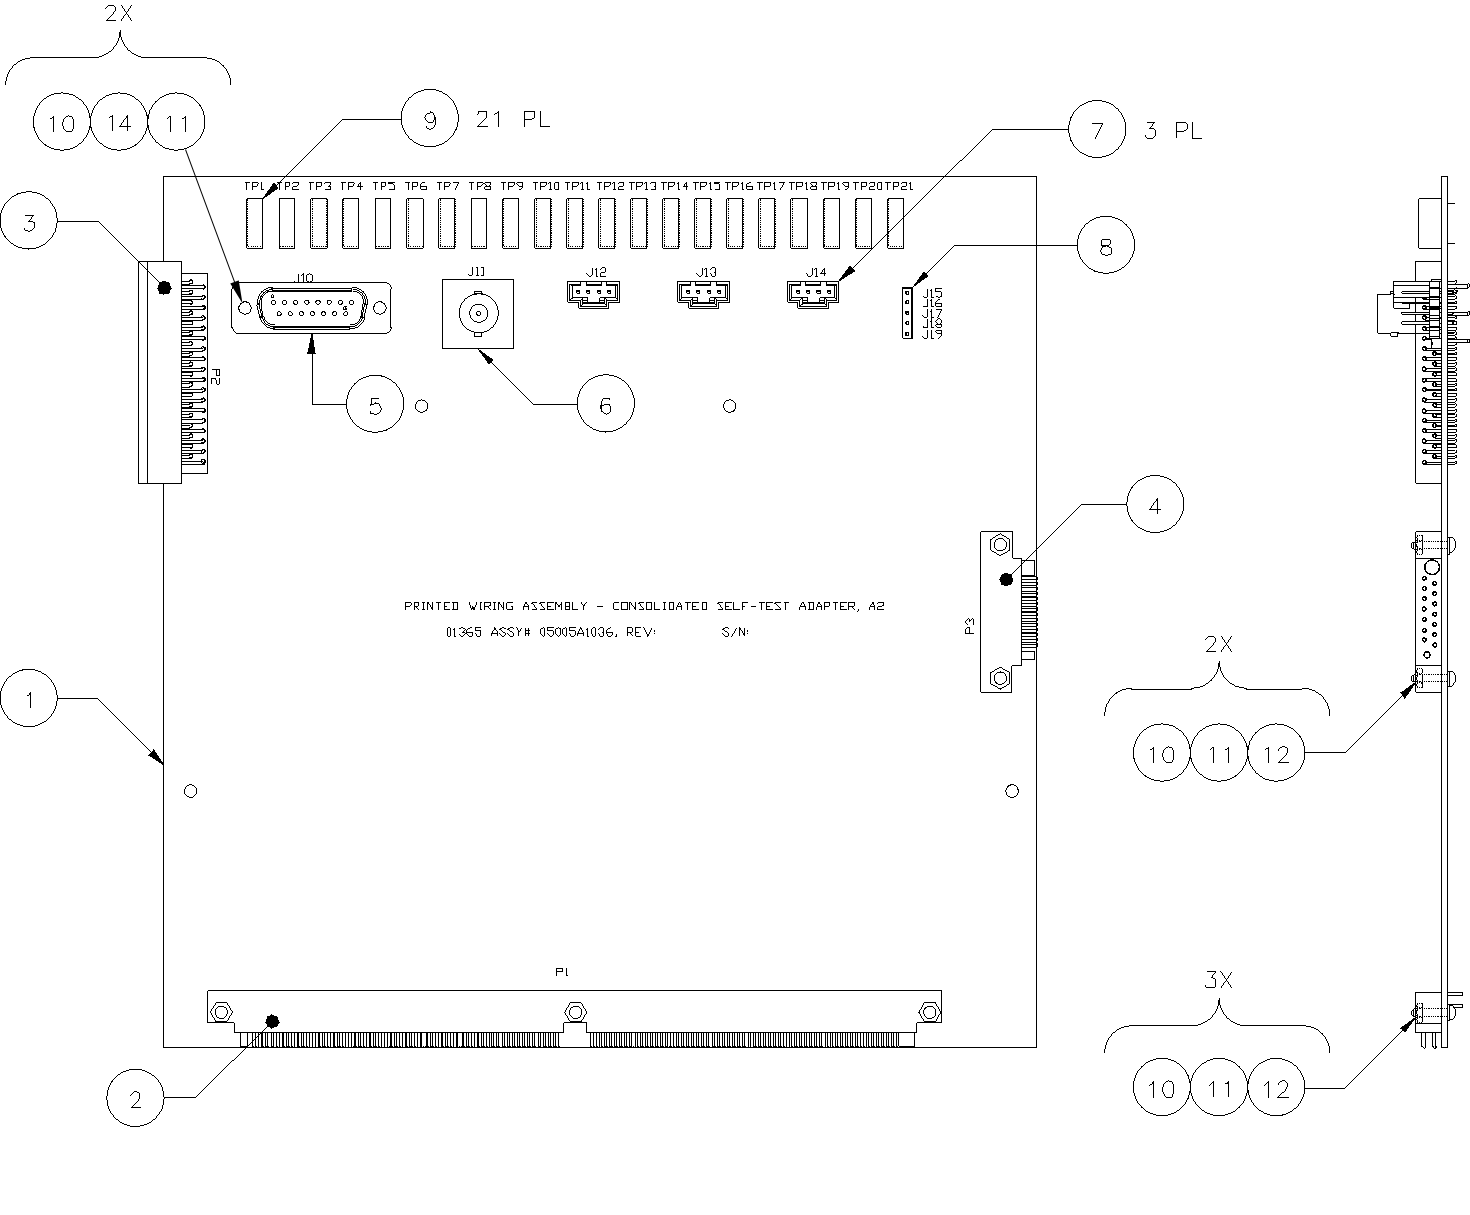 2X
10 14 11
9 21 PL
7 3 PL
3
TP1 TP2 TP3 TP4 TP5 TP6 TP7 TP8 TP9 TP10 TP11 TP12 TP13 TP14 TP15 TP16 TP17 TP18 TP19 TP20 TP21
8
J10 J11 J12 J13 J14
J15
J16
J17
J18
J19
P2
5 6
4
PRINTED WIRING ASSEMBLY - CONSOLIDATED SELF-TEST ADAPTER, A2
01365 ASSY# 05005A1036, REV: S/N:
P3
2X
1
10 11 12
P1
3X
10 11 12
2